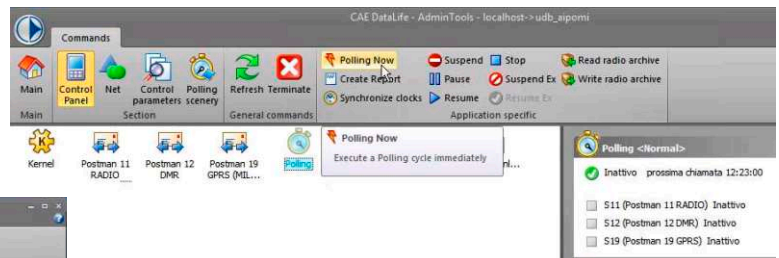 CAE DataLife - AdminTools - localhost->udb_aipomi
Commands
Polling Now
Suspend
Stop
Read radio archive
Create Report
Pause
Suspend Ex
Write radio archive
Synchronize clocks
Resume
Resume Ex
Main
Control Panel
Net
Control parameters
Polling scenery
Refresh
Terminate
Main
Section
General commands
Application specific
Kernel
Postman 11 RADIO__
Postman 12 DMR
Postman 19 GPRS (MIL...
Polling
Polling Now
Execute a Polling cycle immediately
Polling <Normal>
Inattivo prossima chiamata 12:23:00
S11 (Postman 11 RADIO) Inattivo
S12 (Postman 12 DMR) Inattivo
S19 (Postman 19 GPRS) Inattivo